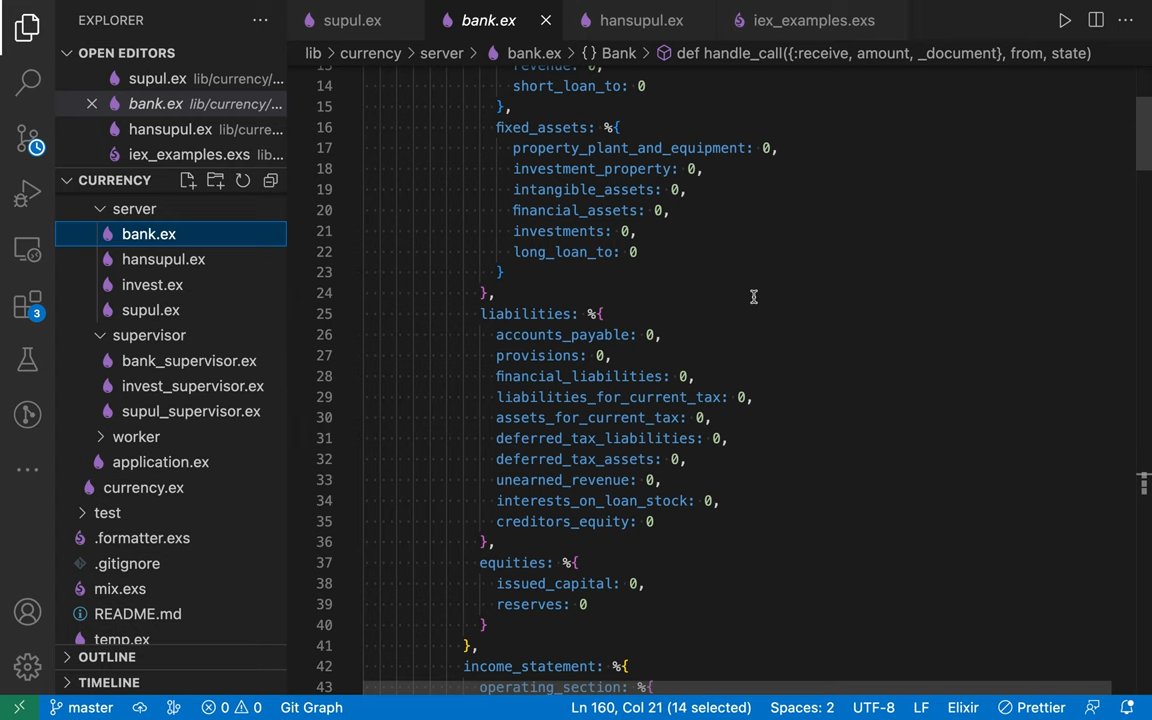 EXPLORER
OPEN EDITORS
supul.ex lib/currency/...
bank.ex lib/currency/...
hansupul.ex lib/curre...
iex_examples.exs lib...
CURRENCY
server
bank.ex
hansupul.ex
invest.ex
supul.ex
supervisor
bank_supervisor.ex
invest_supervisor.ex
supul_supervisor.ex
worker
application.ex
currency.ex
test
.formatter.exs
.gitignore
mix.exs
README.md
temp.ex
OUTLINE
TIMELINE
3
supul.ex bank.ex hansupul.ex iex_examples.exs
lib > currency > server > bank.ex > {} Bank > def handle_call({:receive, amount, _document}, from, state)
13 revenue: 0,
14 short_loan_to: 0
15 },
16 fixed_assets: %{
17 property_plant_and_equipment: 0,
18 investment_property: 0,
19 intangible_assets: 0,
20 financial_assets: 0,
21 investments: 0,
22 long_loan_to: 0
23 }
24 },
25 liabilities: %{
26 accounts_payable: 0,
27 provisions: 0,
28 financial_liabilities: 0,
29 liabilities_for_current_tax: 0,
30 assets_for_current_tax: 0,
31 deferred_tax_liabilities: 0,
32 deferred_tax_assets: 0,
33 unearned_revenue: 0,
34 interests_on_loan_stock: 0,
35 creditors_equity: 0
36 },
37 equities: %{
38 issued_capital: 0,
39 reserves: 0
40 }
41 },
42 income_statement: %{
43 operating_section: %{
master 0 0 Git Graph Ln 160, Col 21 (14 selected) Spaces: 2 UTF-8 LF Elixir Prettier